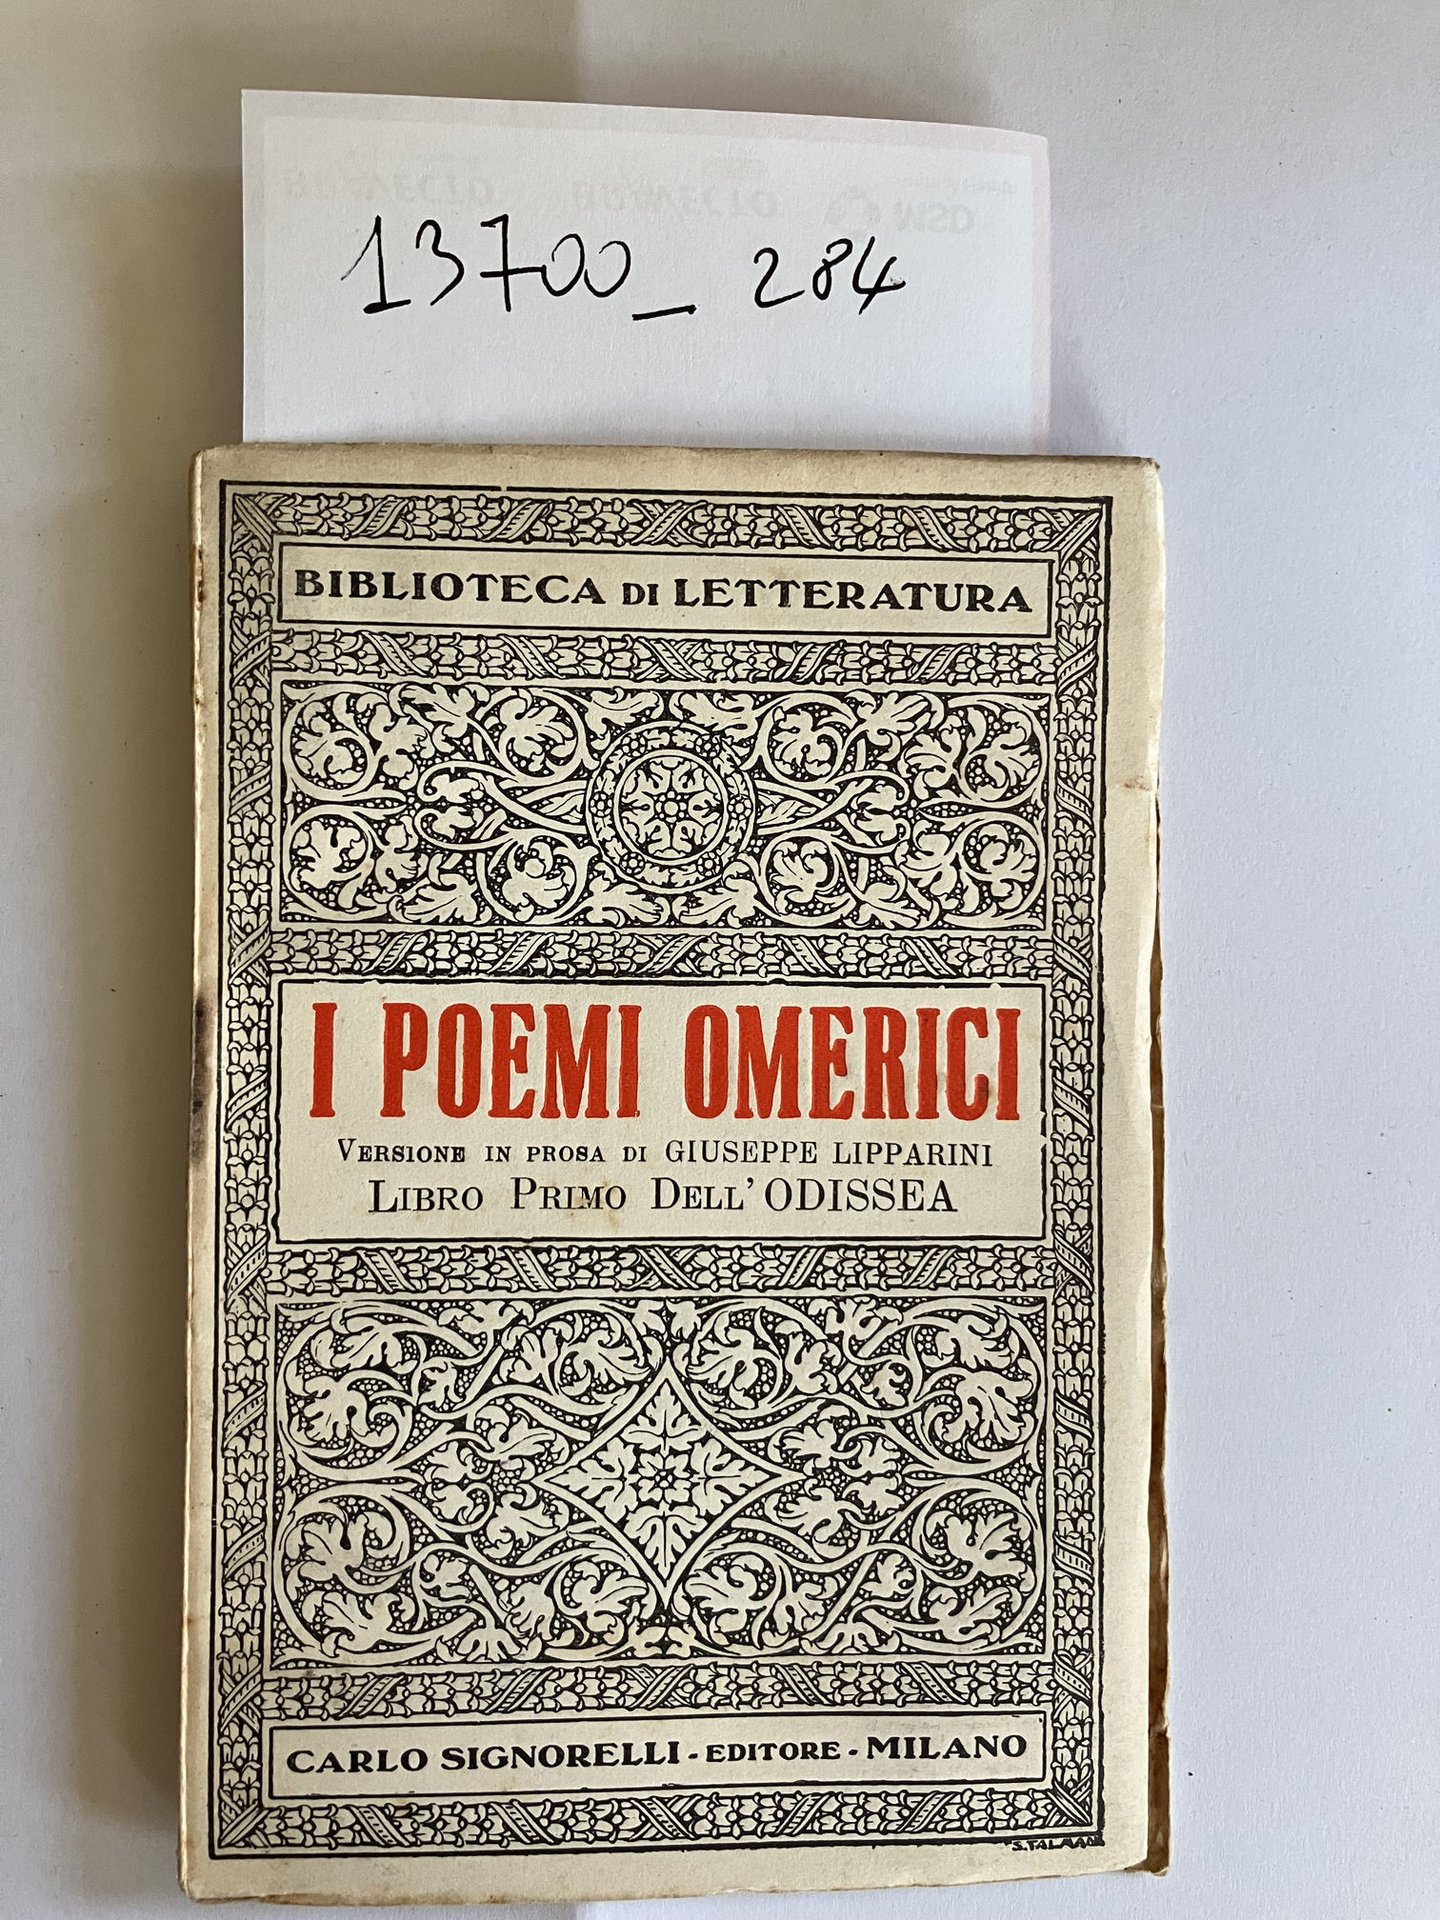 13700_284
BIBLIOTECA DI LETTERATURA
I POEMI OMERICI
VERSIONE IN PROSA DI GIUSEPPE LIPPARINI
LIBRO PRIMO DELL'ODISSEA
CARLO SIGNORELLI - EDITORE - MILANO